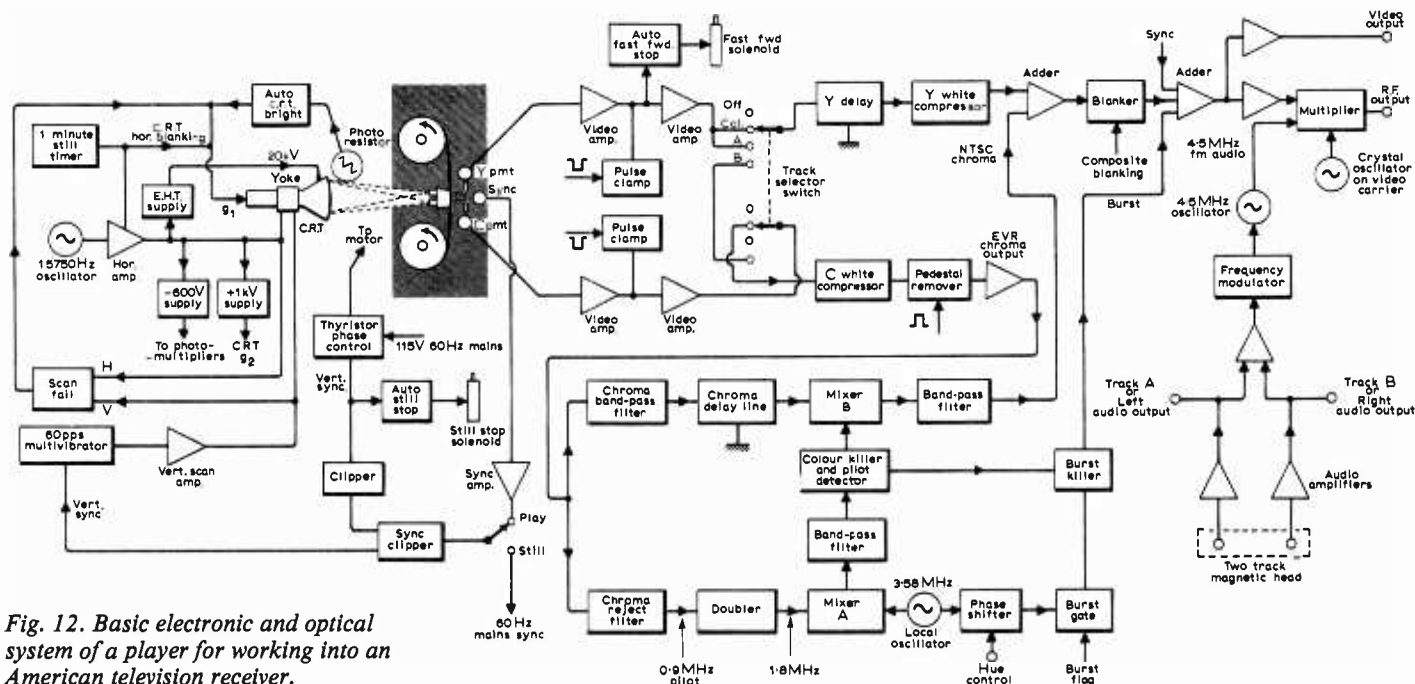 1 minute
still
timer
C.R.T
hor. blanking
Auto
c.r.t.
bright
Photo
resistor
20kV
Yoke
E.H.T.
supply
g1
C.R.T.
15750Hz
oscillator
Hor.
amp
-600V
supply
+1kV
supply
To photo-
-multipliers
C.R.T
g2
Scan
fail
H
V
60pps
multivibrator
Vert. scan
amp.
Vert.
sync
To
motor
Thyristor
phase
control
115V 60Hz mains
Vert.
sync
Auto
still
stop
Still stop
solenoid
Clipper
Sync
clipper
Sync
amp.
Play
Still
60Hz
mains sync
Y pmt
Sync
C pmt
Auto
fast fwd.
stop
Fast fwd
solenoid
Video
amp.
Video
amp
Pulse
clamp
Pulse
clamp
Video
amp.
Video
amp.
Off
Col.
A
B
Track
selector
switch
Y delay
Y white
compressor
C white
compressor
Pedestal
remover
EVR
chroma
output
NTSC
chroma
Adder
Blanker
Composite
blanking
Sync
Adder
Burst
Video
output
R.F.
output
Multiplier
4·5MHz
fm audio
Crystal
oscillator
on video
carrier
4·5MHz
oscillator
Frequency
modulator
Track A
or
Left
audio output
Track B
or
Right
audio output
Audio
amplifiers
Two track
magnetic head
Chroma
band-pass
filter
Chroma
delay line
Mixer
B
Band-pass
filter
Colour killer
and pilot
detector
Burst
killer
Band-pass
filter
Chroma
reject filter
Doubler
Mixer
A
3·58MHz
Local
oscillator
Phase
shifter
Burst
gate
0·9MHz
pilot
1·8MHz
Hue
control
Burst
flag
Fig. 12. Basic electronic and optical
system of a player for working into an
American television receiver.